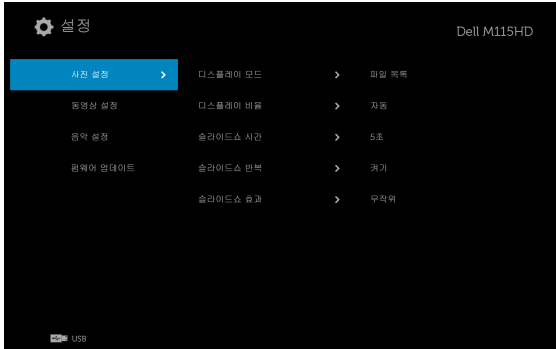 설정
Dell M115HD
사진 설정
디스플레이 모드
파일 목록
동영상 설정
디스플레이 비율
자동
음악 설정
슬라이드쇼 시간
5초
펌웨어 업데이트
슬라이드쇼 반복
켜기
슬라이드쇼 효과
무작위
USB